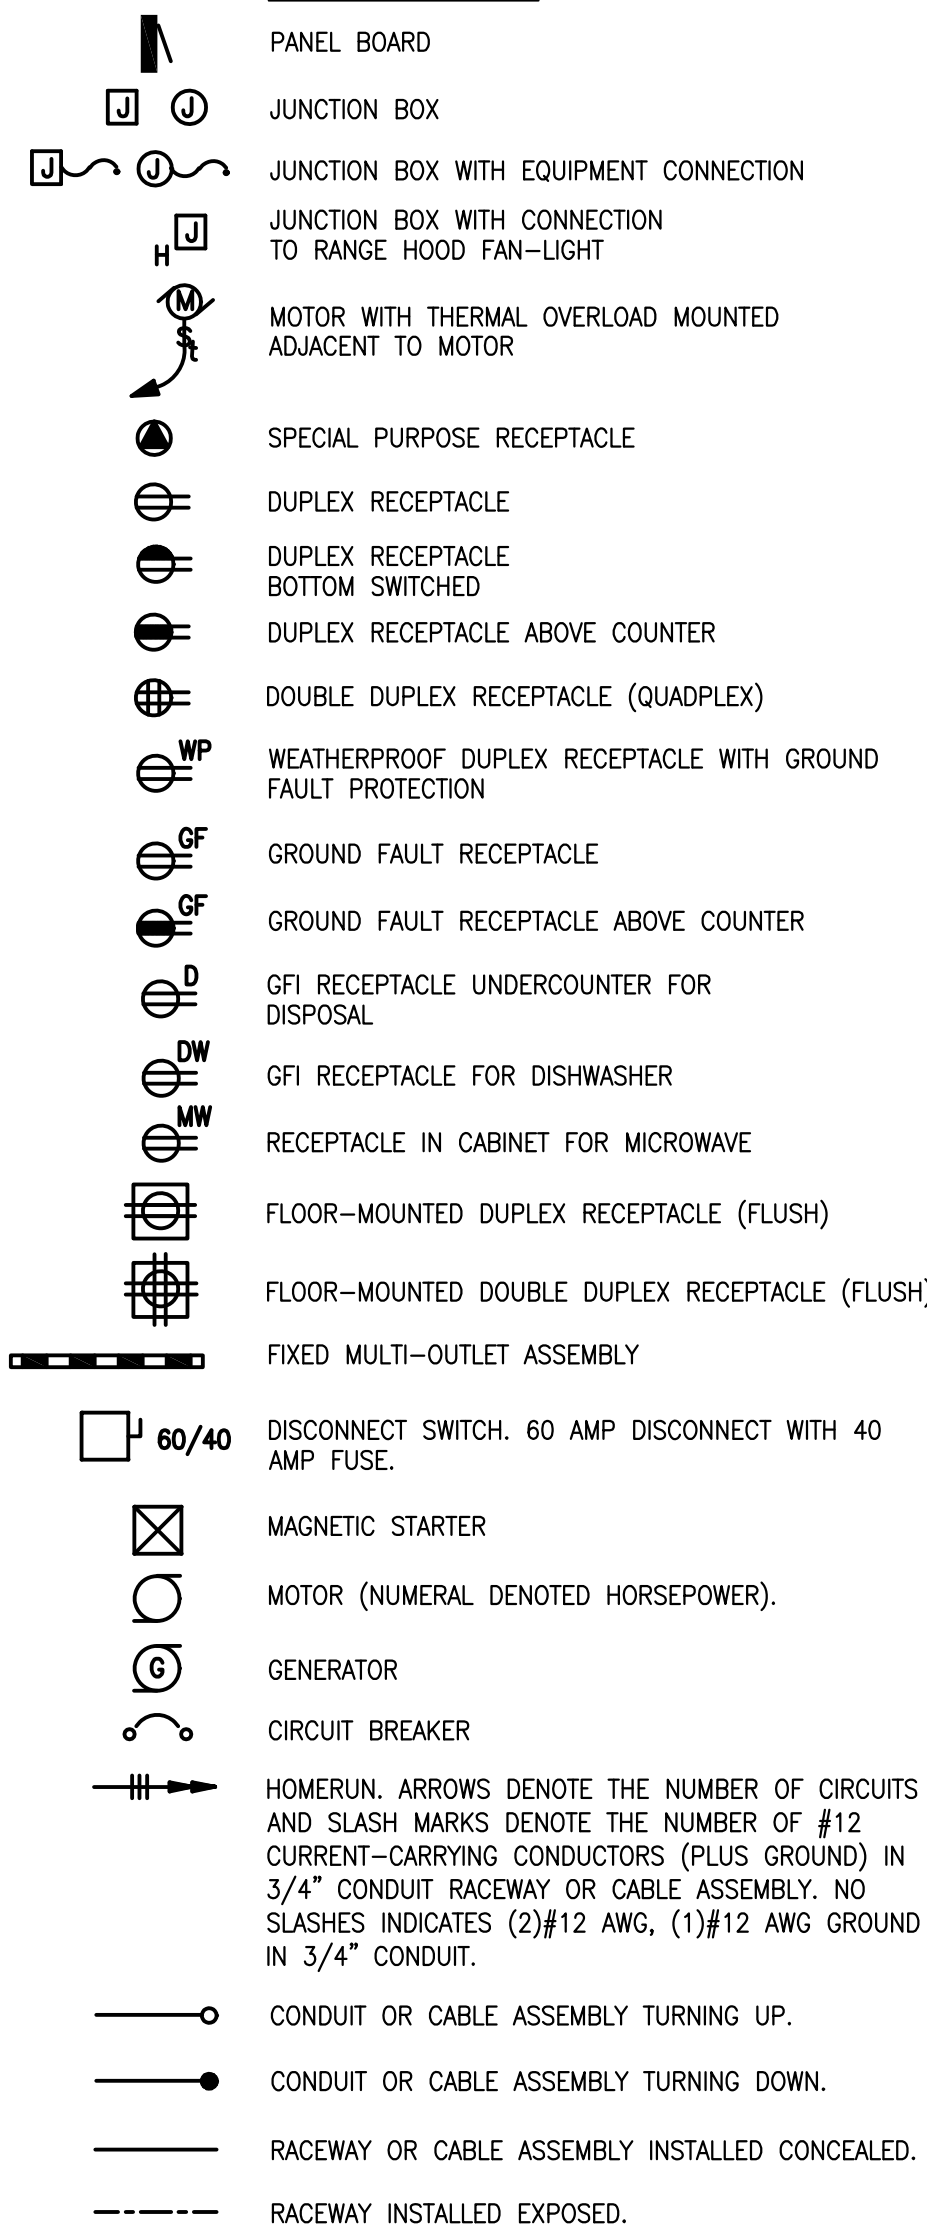 PANEL BOARD
J J JUNCTION BOX
J J JUNCTION BOX WITH EQUIPMENT CONNECTION
H J JUNCTION BOX WITH CONNECTION
TO RANGE HOOD FAN-LIGHT
M
St
MOTOR WITH THERMAL OVERLOAD MOUNTED
ADJACENT TO MOTOR
SPECIAL PURPOSE RECEPTACLE
DUPLEX RECEPTACLE
DUPLEX RECEPTACLE
BOTTOM SWITCHED
DUPLEX RECEPTACLE ABOVE COUNTER
DOUBLE DUPLEX RECEPTACLE (QUADPLEX)
WP WEATHERPROOF DUPLEX RECEPTACLE WITH GROUND
FAULT PROTECTION
GF GROUND FAULT RECEPTACLE
GF GROUND FAULT RECEPTACLE ABOVE COUNTER
D GFI RECEPTACLE UNDERCOUNTER FOR
DISPOSAL
DW GFI RECEPTACLE FOR DISHWASHER
MW RECEPTACLE IN CABINET FOR MICROWAVE
FLOOR-MOUNTED DUPLEX RECEPTACLE (FLUSH)
FLOOR-MOUNTED DOUBLE DUPLEX RECEPTACLE (FLUSH)
FIXED MULTI-OUTLET ASSEMBLY
60/40 DISCONNECT SWITCH. 60 AMP DISCONNECT WITH 40
AMP FUSE.
MAGNETIC STARTER
MOTOR (NUMERAL DENOTED HORSEPOWER).
G GENERATOR
CIRCUIT BREAKER
HOMERUN. ARROWS DENOTE THE NUMBER OF CIRCUITS
AND SLASH MARKS DENOTE THE NUMBER OF #12
CURRENT-CARRYING CONDUCTORS (PLUS GROUND) IN
3/4" CONDUIT RACEWAY OR CABLE ASSEMBLY. NO
SLASHES INDICATES (2)#12 AWG, (1)#12 AWG GROUND
IN 3/4" CONDUIT.
CONDUIT OR CABLE ASSEMBLY TURNING UP.
CONDUIT OR CABLE ASSEMBLY TURNING DOWN.
RACEWAY OR CABLE ASSEMBLY INSTALLED CONCEALED.
RACEWAY INSTALLED EXPOSED.